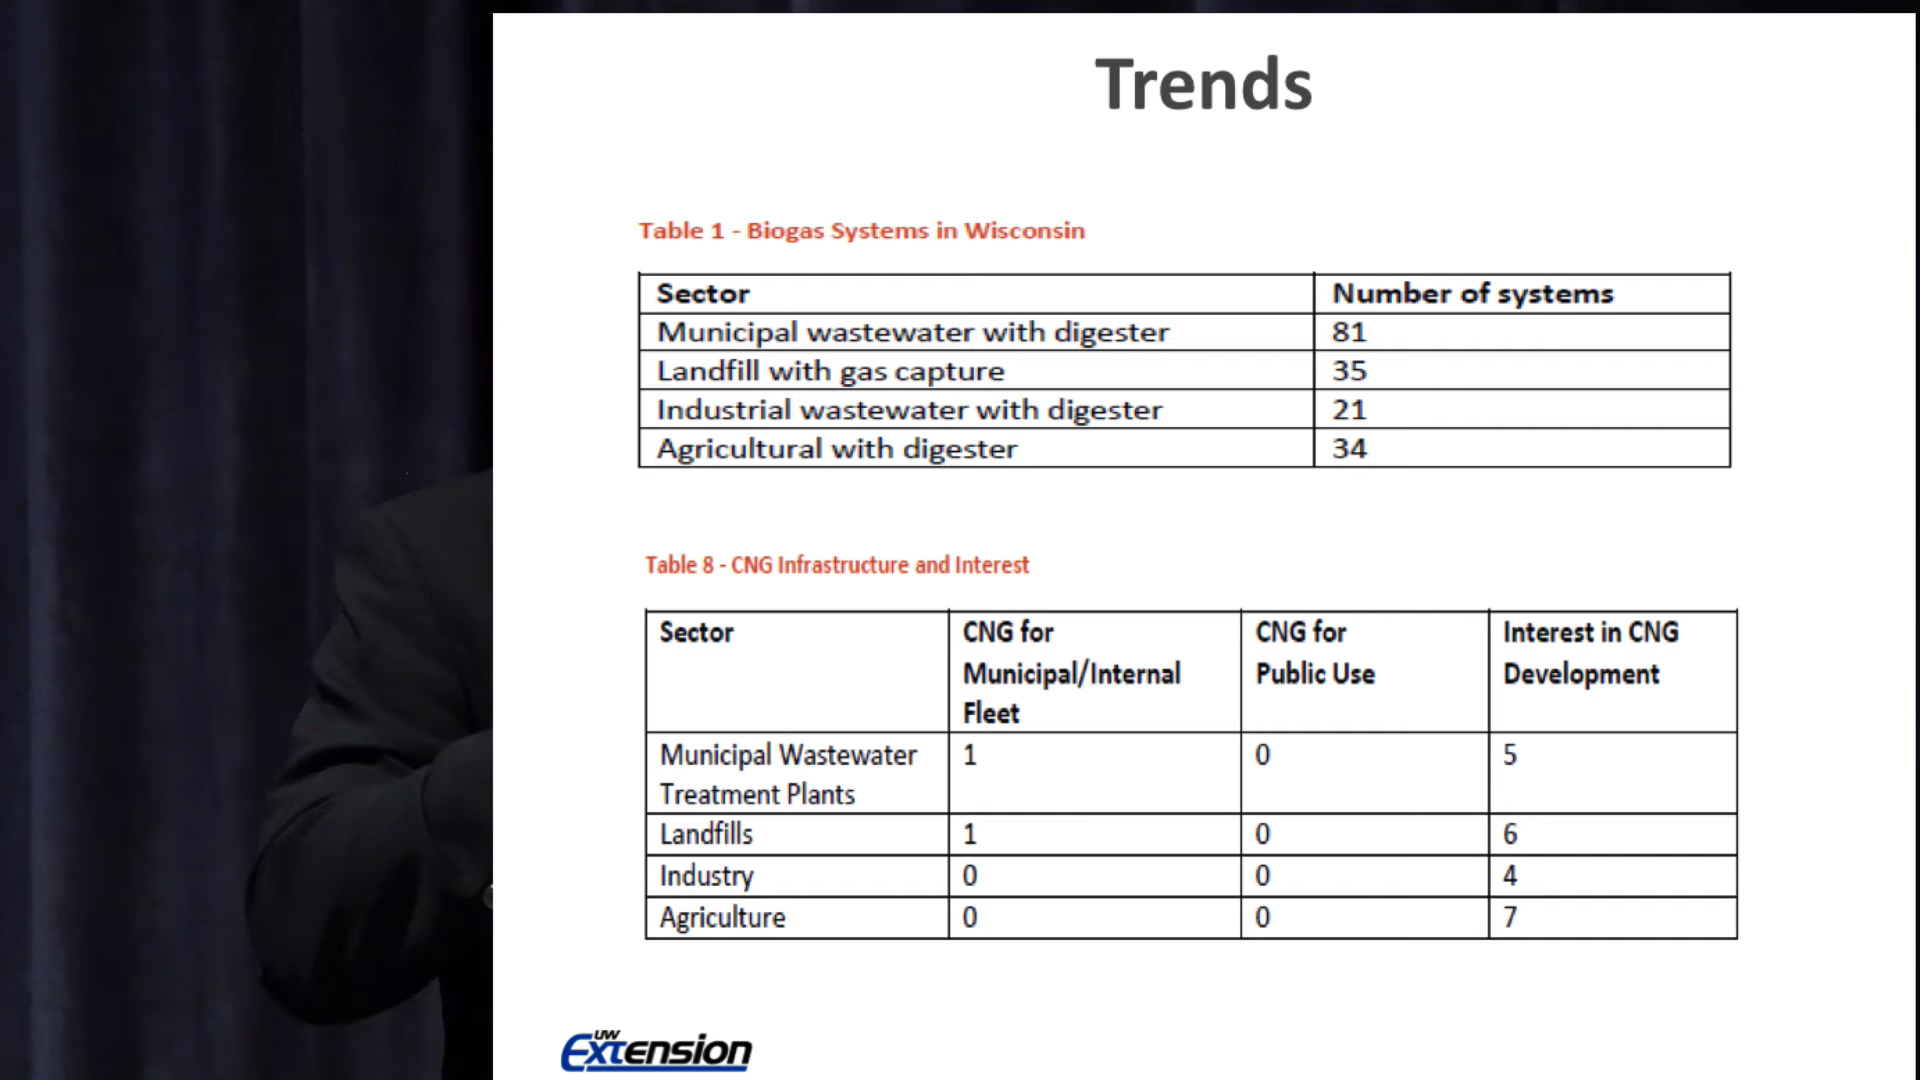 Trends
Table 1 - Biogas Systems in Wisconsin
Sector Number of systems
Municipal wastewater with digester 81
Landfill with gas capture 35
Industrial wastewater with digester 21
Agricultural with digester 34
Table 8 - CNG Infrastructure and Interest
Sector CNG for CNG for Interest in CNG
Municipal/Internal Public Use Development
Fleet
Municipal Wastewater 1 0 5
Treatment Plants
Landfills 1 0 6
Industry 0 0 4
Agriculture 0 0 7
UW
Extension